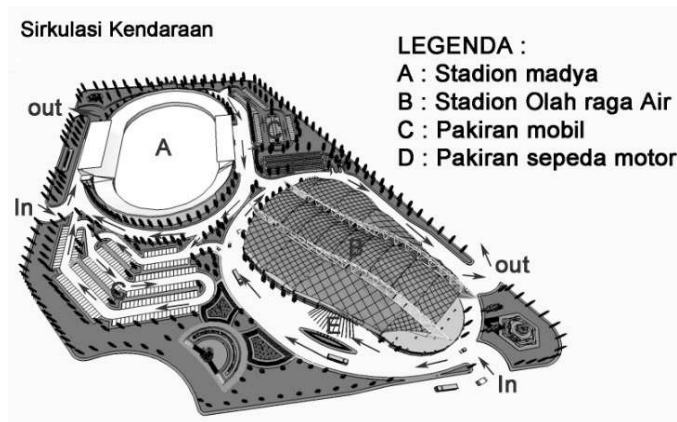 Sirkulasi Kendaraan
LEGENDA :
A : Stadion madya
B : Stadion Olah raga Air
C : Pakiran mobil
D : Pakiran sepeda motor
out
A
In
C
B
out
In